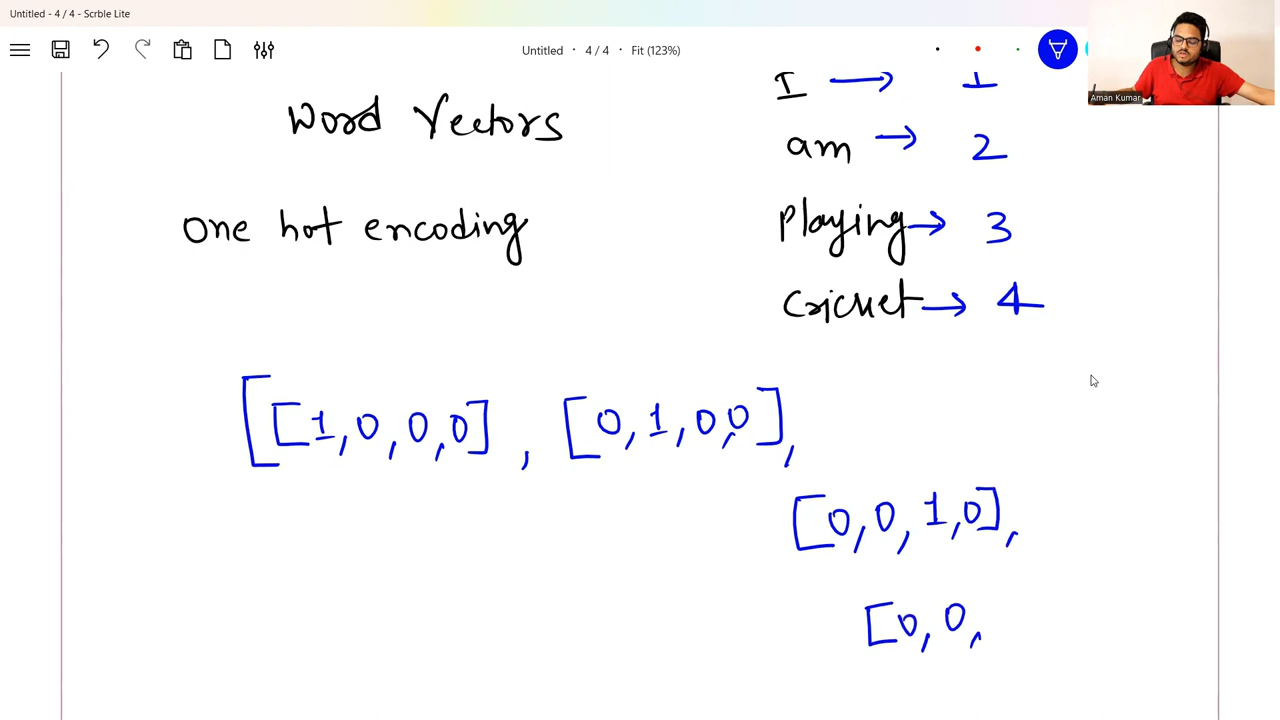 Untitled - 4 / 4 - Scrble Lite
Untitled • 4 / 4 • Fit (123%)
Aman Kumar
Word Vectors
I → 1
am → 2
One hot encoding
Playing → 3
Cricket → 4
[[1,0,0,0], [0,1,0,0],
[0,0,1,0],
[0,0,